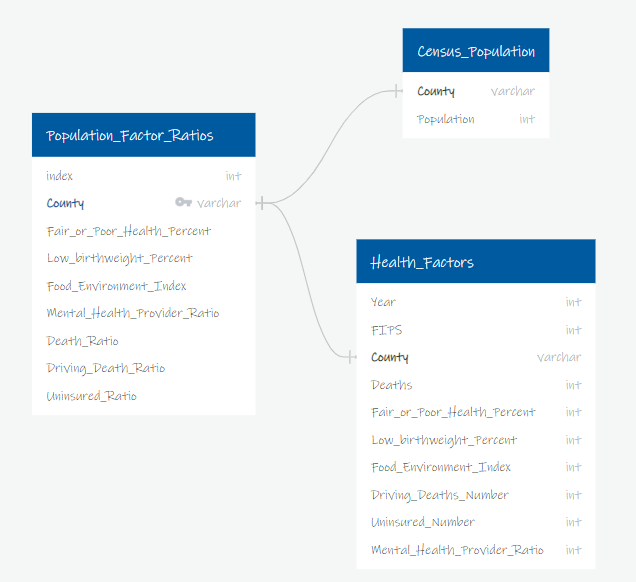 Census_Population
County varchar
Population int
Population_Factor_Ratios
index int
County varchar
Fair_or_Poor_Health_Percent
Low_birthweight_Percent
Food_Environment_Index
Mental_Health_Provider_Ratio
Death_Ratio
Driving_Death_Ratio
Uninsured_Ratio
Health_Factors
Year int
FIPS int
County varchar
Deaths int
Fair_or_Poor_Health_Percent int
Low_birthweight_Percent int
Food_Environment_Index int
Driving_Deaths_Number int
Uninsured_Number int
Mental_Health_Provider_Ratio int